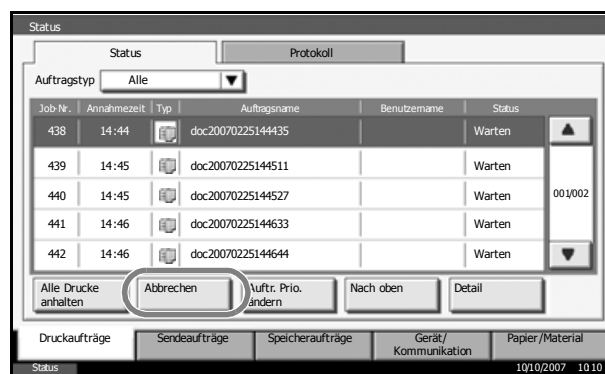 Status
Status Protokoll
Auftragstyp Alle
Job-Nr. Annahmezeit Typ Auftragsname Benutzername Status
438 14:44 doc20070225144435 Warten
439 14:45 doc20070225144511 Warten
440 14:45 doc20070225144527 Warten
441 14:46 doc20070225144633 Warten
442 14:46 doc20070225144644 Warten
001/002
Alle Drucke anhalten Abbrechen Auftr. Prio. ändern Nach oben Detail
Druckaufträge Sendeaufträge Speicheraufträge Gerät/ Kommunikation Papier/Material
Status 10/10/2007 10:10